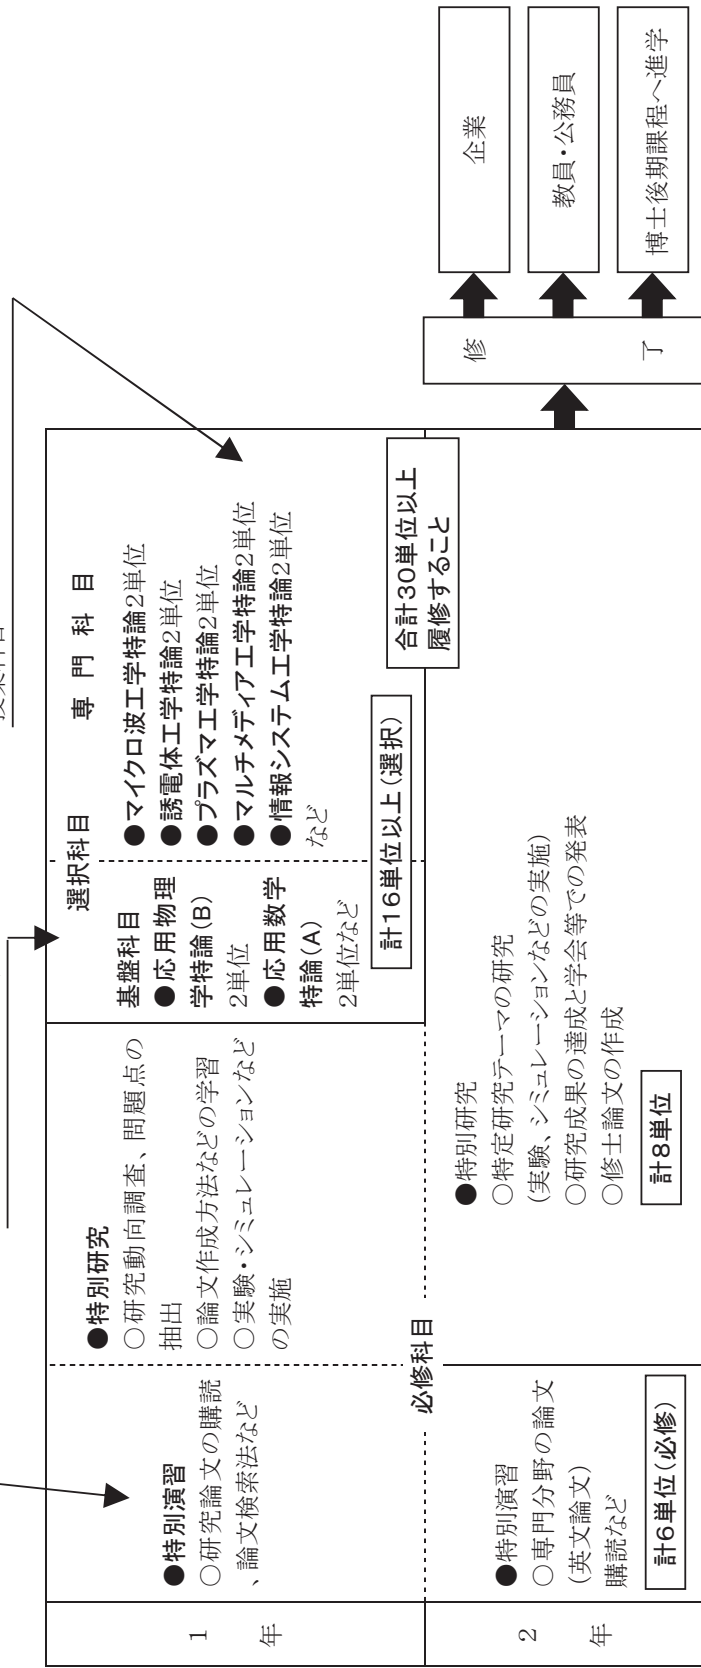 1
年
●特別演習
○研究論文の購読
、論文検索法など
●特別研究
○研究動向調査、問題点の
抽出
○論文作成方法などの学習
○実験・シミュレーションなど
の実施
選択科目
基盤科目
●応用物理
学特論(B)
2単位
●応用数学
特論(A)
2単位など
専門科目
●マイクロ波工学特論2単位
●誘電体工学特論2単位
●プラズマ工学特論2単位
●マルチメディア工学特論2単位
●情報システム工学特論2単位
など
計16単位以上(選択)
合計30単位以上
履修すること
必修科目
2
年
●特別演習
○専門分野の論文
(英文論文)
購読など
計6単位(必修)
●特別研究
○特定研究テーマの研究
(実験、シミュレーションなどの実施)
○研究成果の達成と学会等での発表
○修士論文の作成
計8単位
修了
企業
教員・公務員
博士後期課程へ進学